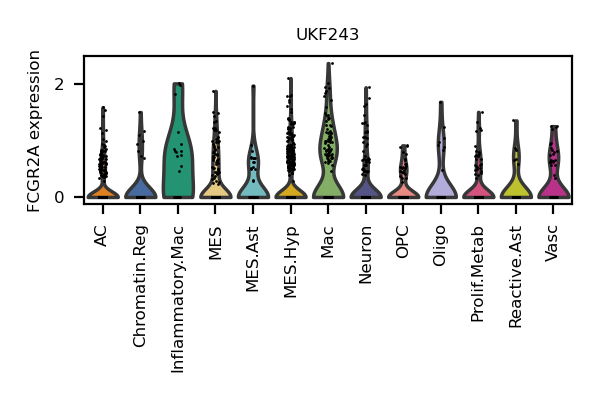 UKF243
FCGR2A expression
2
0
AC
Chromatin.Reg
Inflammatory.Mac
MES
MES.Ast
MES.Hyp
Mac
Neuron
OPC
Oligo
Prolif.Metab
Reactive.Ast
Vasc